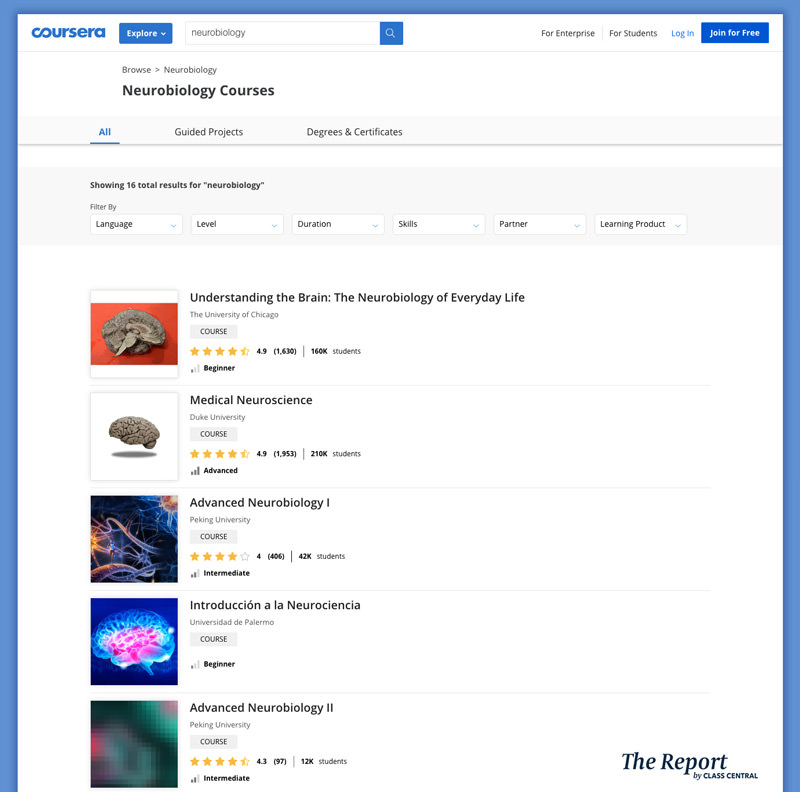 coursera Explore neurobiology For Enterprise For Students Log In Join for Free
Browse > Neurobiology
Neurobiology Courses
All Guided Projects Degrees & Certificates
Showing 16 total results for "neurobiology"
Filter By
Language Level Duration Skills Partner Learning Product
Understanding the Brain: The Neurobiology of Everyday Life
The University of Chicago
COURSE
4.9 (1,630) | 160K students
Beginner
Medical Neuroscience
Duke University
COURSE
4.9 (1,953) | 210K students
Advanced
Advanced Neurobiology I
Peking University
COURSE
4 (406) | 42K students
Intermediate
Introducción a la Neurociencia
Universidad de Palermo
COURSE
Beginner
Advanced Neurobiology II
Peking University
COURSE
4.3 (97) | 12K students
Intermediate
The Report
by CLASS CENTRAL